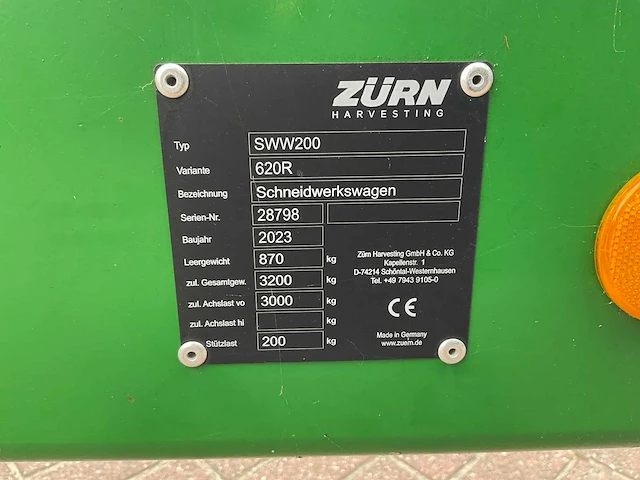 ZÜRN
HARVESTING
Typ SWW200
Variante 620R
Bezeichnung Schneidwerkswagen
Serien-Nr. 28798
Baujahr 2023
Leergewicht 870 kg
zul. Gesamtgew. 3200 kg
zul. Achslast vo 3000 kg
zul. Achslast hi kg
Stützlast 200 kg
Zürn Harvesting GmbH & Co. KG
Kapellenstr. 1
D-74214 Schöntal-Westernhausen
Tel. +49 7943 9105-0
CE
Made in Germany
www.zuern.de